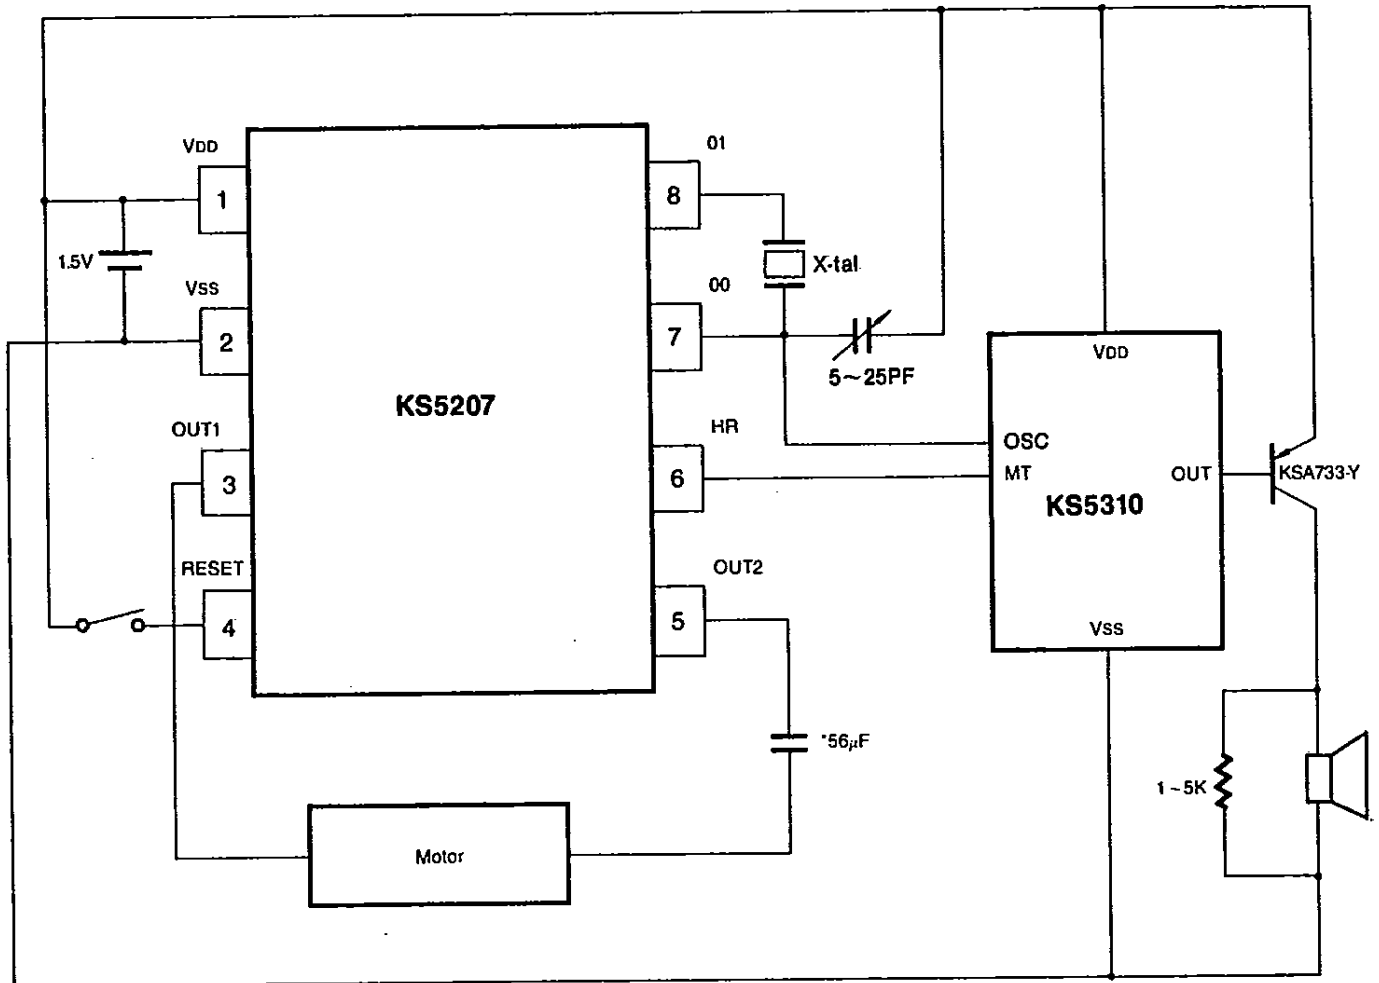 VDD
1
1.5V
VSS
2
KS5207
OUT1
3
RESET
4
01
8
X-tal
00
7
5~25PF
HR
6
OUT2
5
*56μF
Motor
VDD
OSC
MT
OUT
KS5310
VSS
KSA733-Y
1~5K